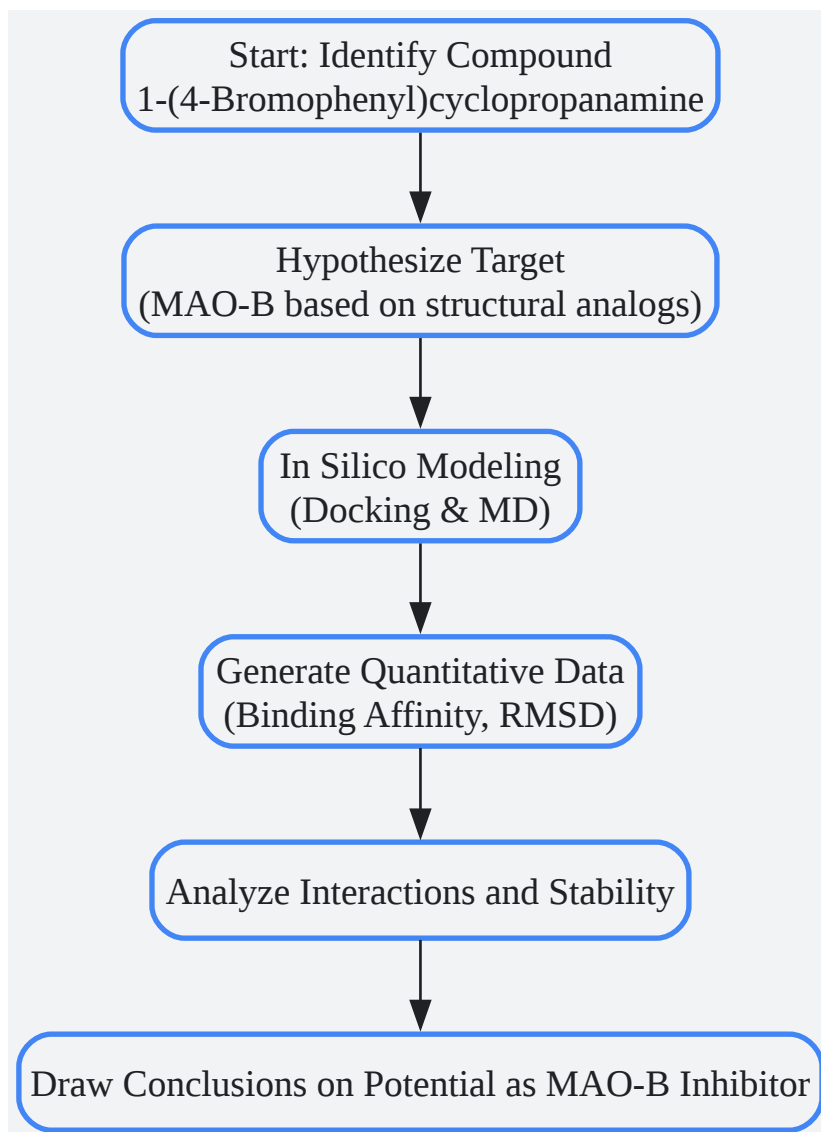 Start: Identify Compound
1-(4-Bromophenyl)cyclopropanamine
Hypothesize Target
(MAO-B based on structural analogs)
In Silico Modeling
(Docking & MD)
Generate Quantitative Data
(Binding Affinity, RMSD)
Analyze Interactions and Stability
Draw Conclusions on Potential as MAO-B Inhibitor